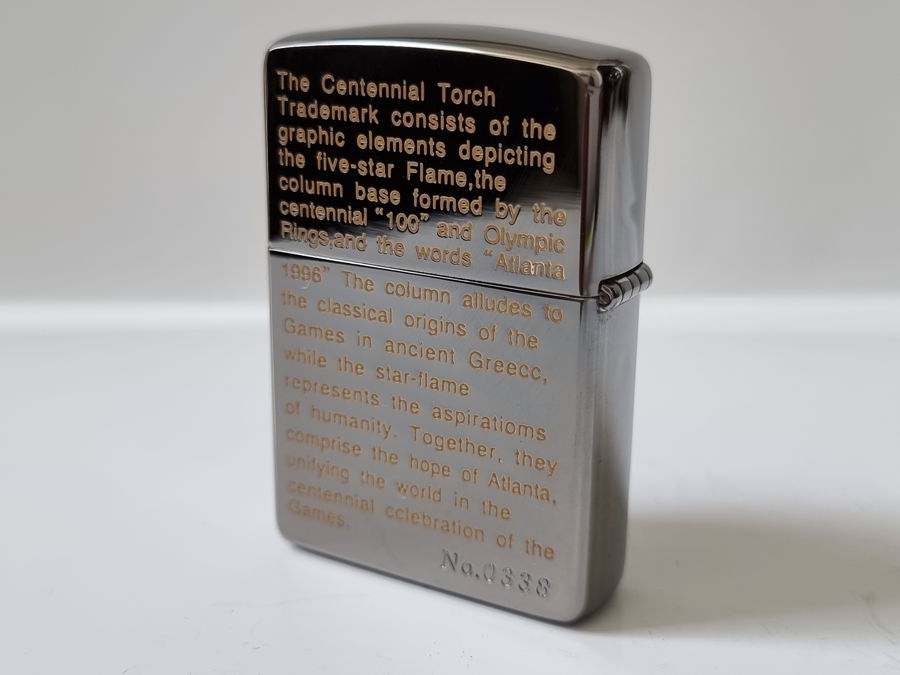 The Centennial Torch
Trademark consists of the
graphic elements depicting
the five-star Flame,the
column base formed by the
centennial “100” and Olympic
Rings,and the words “Atlanta
1996” The column alludes to
the classical origins of the
Games in ancient Greecc,
while the star-flame
represents the aspiratioms
of humanity. Together, they
comprise the hope of Atlanta,
unifying the world in the
centennial cclebration of the
Games.
No.0338